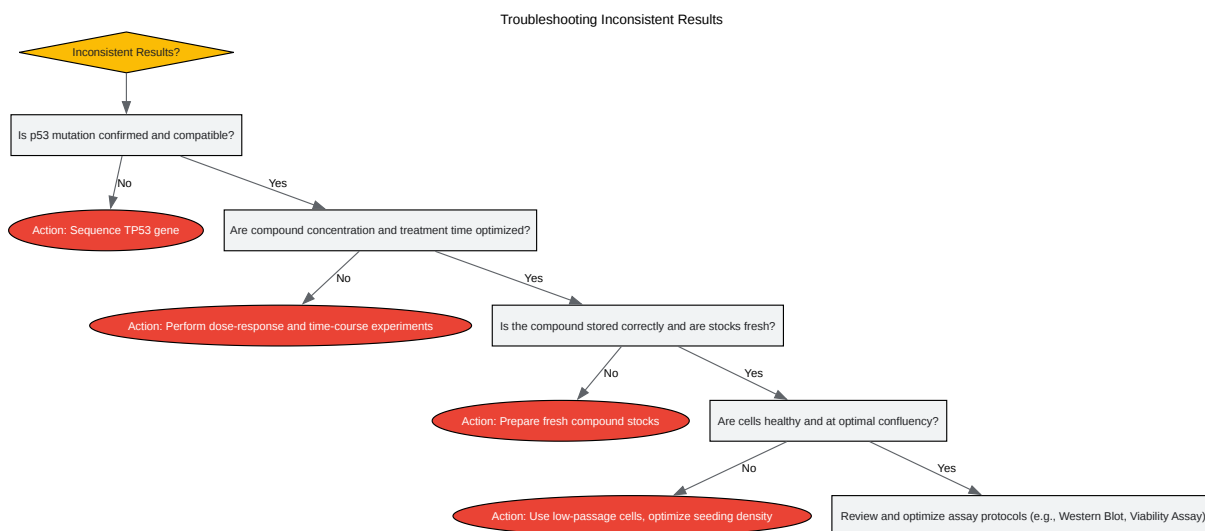 Troubleshooting Inconsistent Results
Inconsistent Results?
Is p53 mutation confirmed and compatible?
No
Yes
Action: Sequence TP53 gene
Are compound concentration and treatment time optimized?
No
Yes
Action: Perform dose-response and time-course experiments
Is the compound stored correctly and are stocks fresh?
No
Yes
Action: Prepare fresh compound stocks
Are cells healthy and at optimal confluency?
No
Yes
Action: Use low-passage cells, optimize seeding density
Review and optimize assay protocols (e.g., Western Blot, Viability Assay)